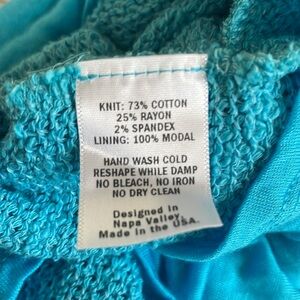 KNIT: 73% COTTON
25% RAYON
2% SPANDEX
LINING: 100% MODAL
HAND WASH COLD
RESHAPE WHILE DAMP
NO BLEACH, NO IRON
NO DRY CLEAN
Designed in
Napa Valley.
Made in the USA.